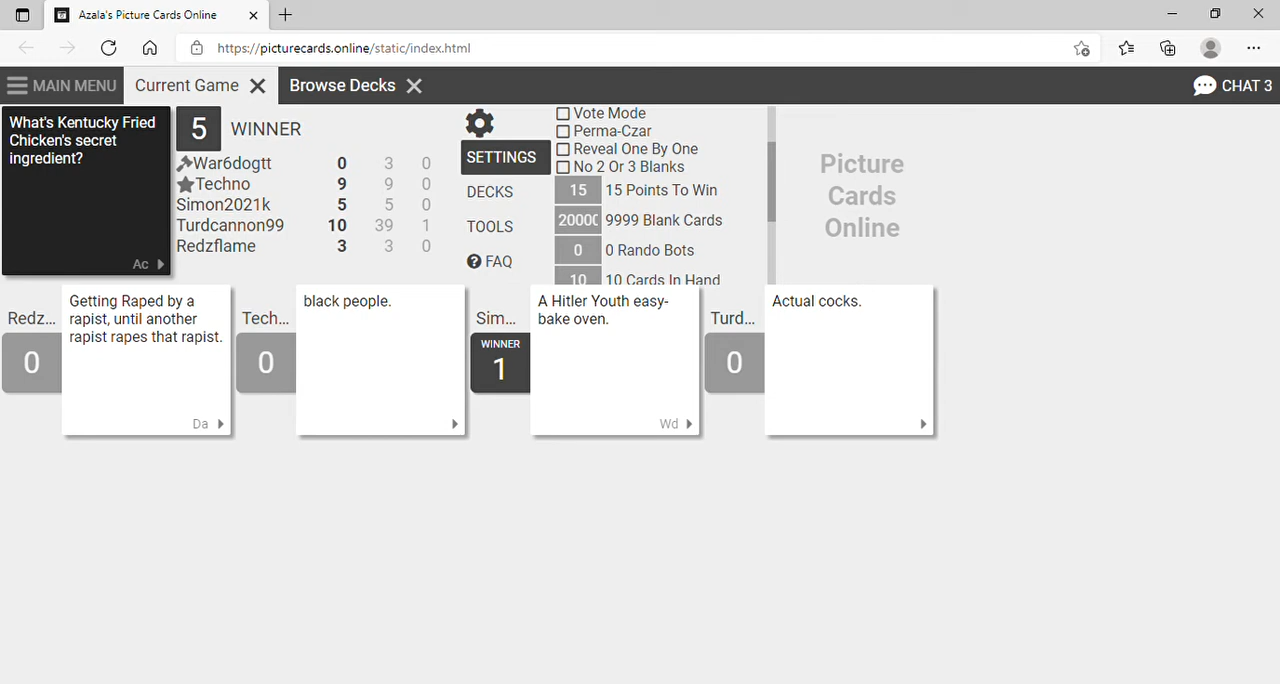 Azala's Picture Cards Online
https://picturecards.online/static/index.html
MAIN MENU
Current Game
Browse Decks
CHAT 3
What's Kentucky Fried
Chicken's secret
ingredient?
Ac
5 WINNER
War6dogtt 0 3 0
Techno 9 9 0
Simon2021k 5 5 0
Turdcannon99 10 39 1
Redzflame 3 3 0
SETTINGS
DECKS
TOOLS
FAQ
Vote Mode
Perma-Czar
Reveal One By One
No 2 Or 3 Blanks
15 15 Points To Win
2000 9999 Blank Cards
0 0 Rando Bots
10 10 Cards In Hand
Picture
Cards
Online
Redz...
0
Getting Raped by a
rapist, until another
rapist rapes that rapist.
Da
Tech...
0
black people.
Sim...
WINNER
1
A Hitler Youth easy-
bake oven.
Wd
Turd...
0
Actual cocks.